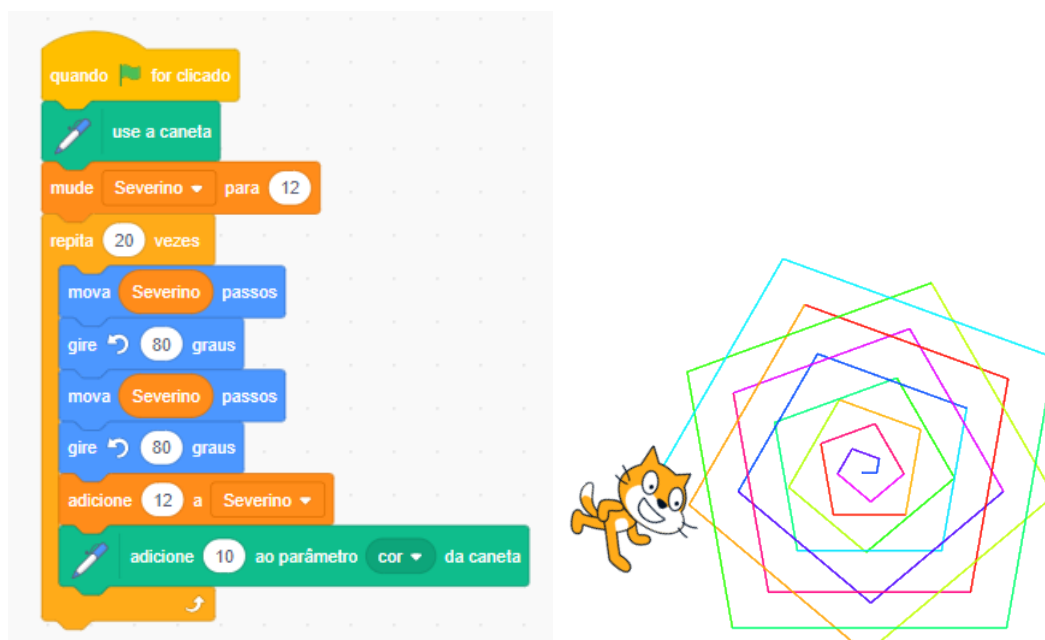 quando for clicado
use a caneta
mude Severino para 12
repita 20 vezes
mova Severino passos
gire 80 graus
mova Severino passos
gire 80 graus
adicione 12 a Severino
adicione 10 ao parâmetro cor da caneta